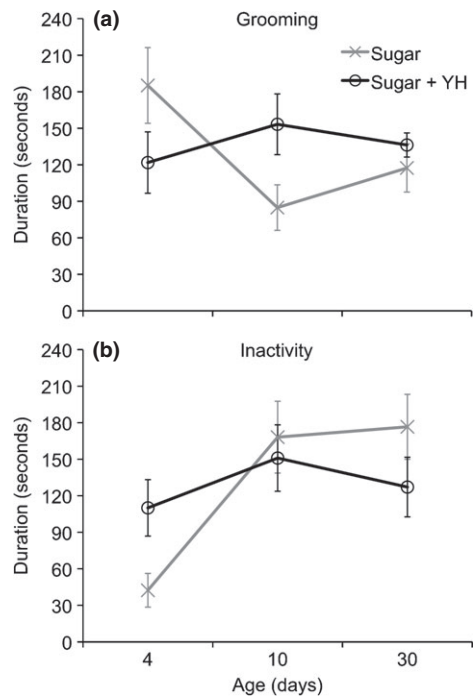 (a) Grooming
Sugar
Sugar + YH
Duration (seconds)
240
210
180
150
120
90
60
30
0
(b) Inactivity
Duration (seconds)
240
210
180
150
120
90
60
30
0
4 10 30
Age (days)